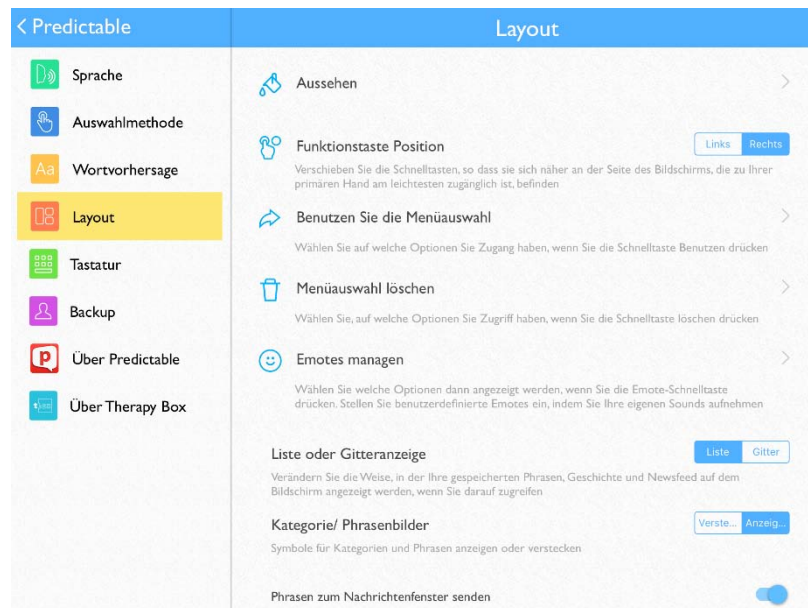 Predictable
Layout
Sprache
Auswahlmethode
Aa
Wortvorhersage
Layout
Tastatur
Backup
Über Predictable
Über Therapy Box
Aussehen
Funktionstaste Position
Links Rechts
Verschieben Sie die Schnelltasten, so dass sie sich näher an der Seite des Bildschirms, die zu Ihrer
primären Hand am leichtesten zugänglich ist, befinden
Benutzen Sie die Menüauswahl
Wählen Sie auf welche Optionen Sie Zugang haben, wenn Sie die Schnelltaste Benutzen drücken
Menüauswahl löschen
Wählen Sie, auf welche Optionen Sie Zugriff haben, wenn Sie die Schnelltaste löschen drücken
Emotes managen
Wählen Sie welche Optionen dann angezeigt werden, wenn Sie die Emote-Schnelltaste
drücken. Stellen Sie benutzerdefinierte Emotes ein, indem Sie Ihre eigenen Sounds aufnehmen
Liste oder Gitteranzeige
Liste Gitter
Verändern Sie die Weise, in der Ihre gespeicherten Phrasen, Geschichte und Newsfeed auf dem
Bildschirm angezeigt werden, wenn Sie darauf zugreifen
Kategorie/ Phrasenbilder
Verste... Anzeig...
Symbole für Kategorien und Phrasen anzeigen oder verstecken
Phrasen zum Nachrichtenfenster senden